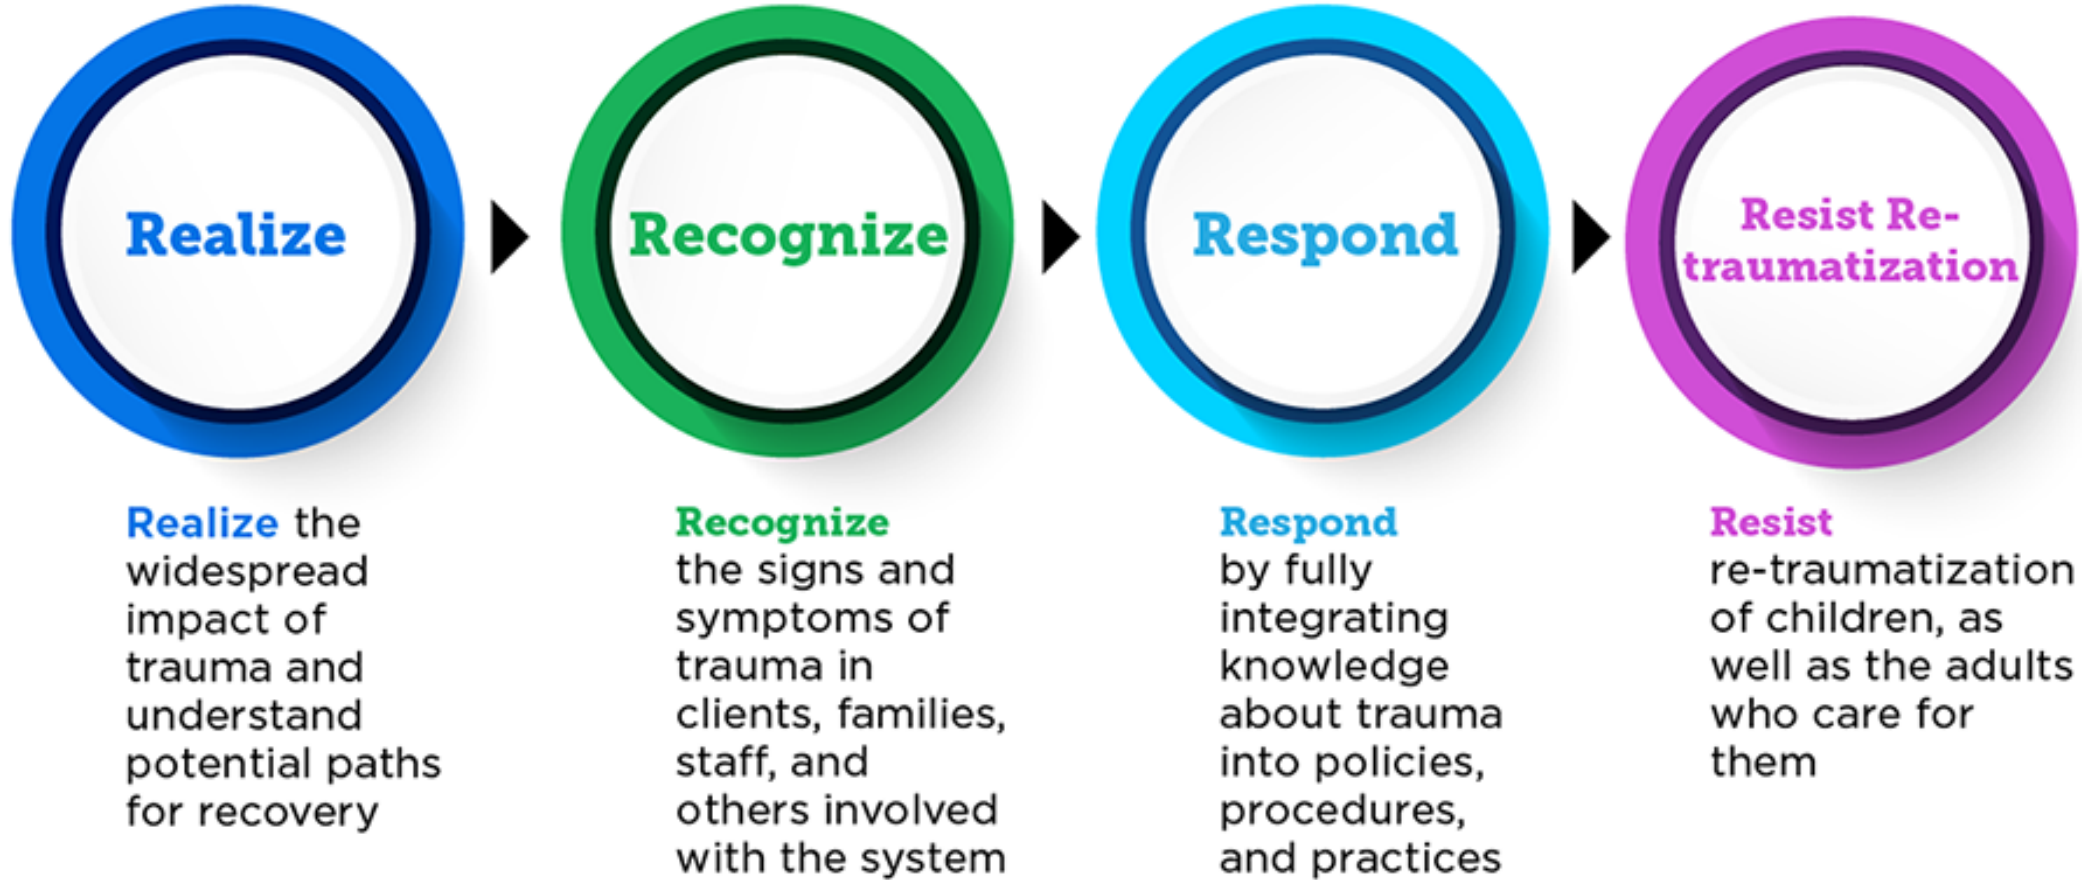 Realize
Recognize
Respond
Resist Re-
traumatization
Realize the
widespread
impact of
trauma and
understand
potential paths
for recovery
Recognize
the signs and
symptoms of
trauma in
clients, families,
staff, and
others involved
with the system
Respond
by fully
integrating
knowledge
about trauma
into policies,
procedures,
and practices
Resist
re-traumatization
of children, as
well as the adults
who care for
them